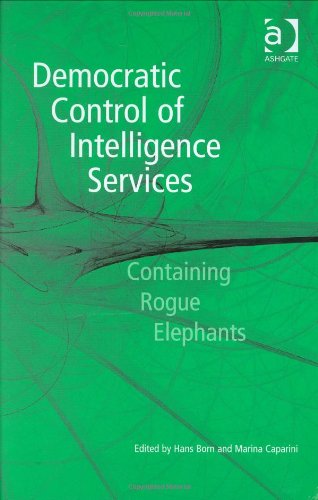 a
ASHGATE
Democratic
Control of
Intelligence
Services
Containing
Rogue
Elephants
Edited by Hans Born and Marina Caparini